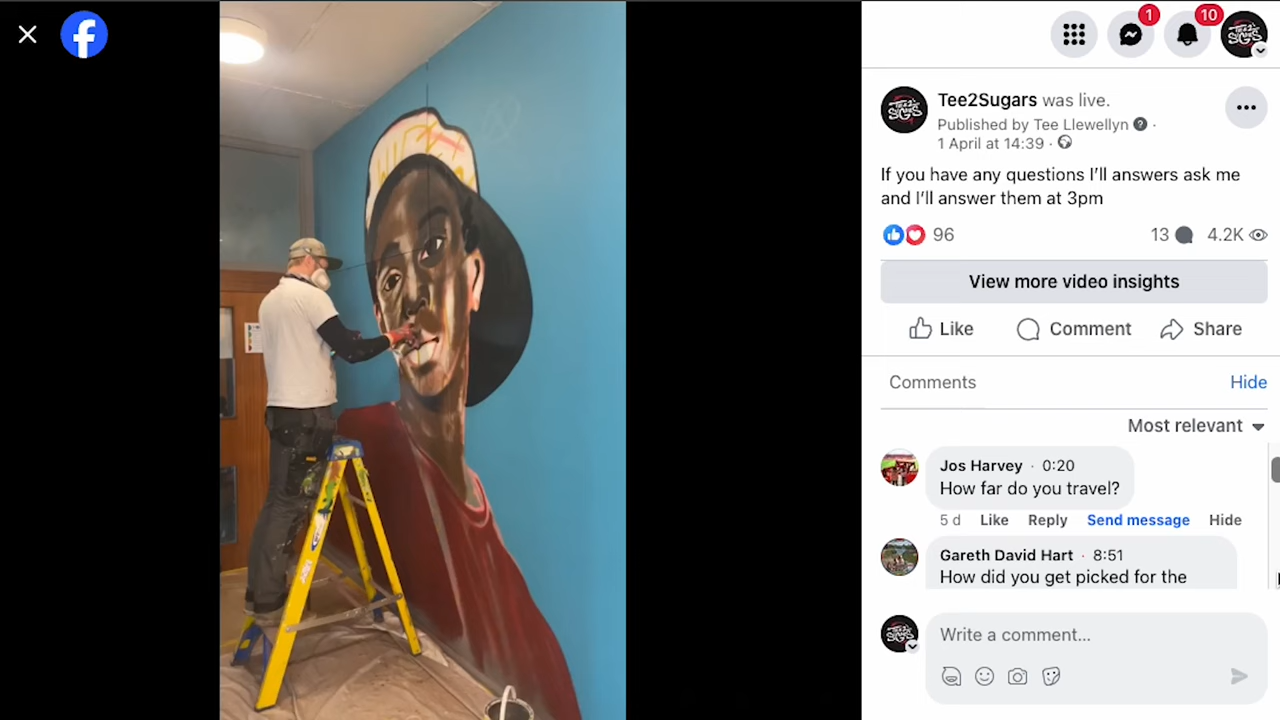 1
10
Tee2Sugars was live.
Published by Tee Llewellyn ·
1 April at 14:39 ·
If you have any questions I'll answers ask me
and I'll answer them at 3pm
96
13
4.2K
View more video insights
Like
Comment
Share
Comments
Hide
Most relevant
Jos Harvey · 0:20
How far do you travel?
5 d Like Reply Send message Hide
Gareth David Hart · 8:51
How did you get picked for the
Write a comment...